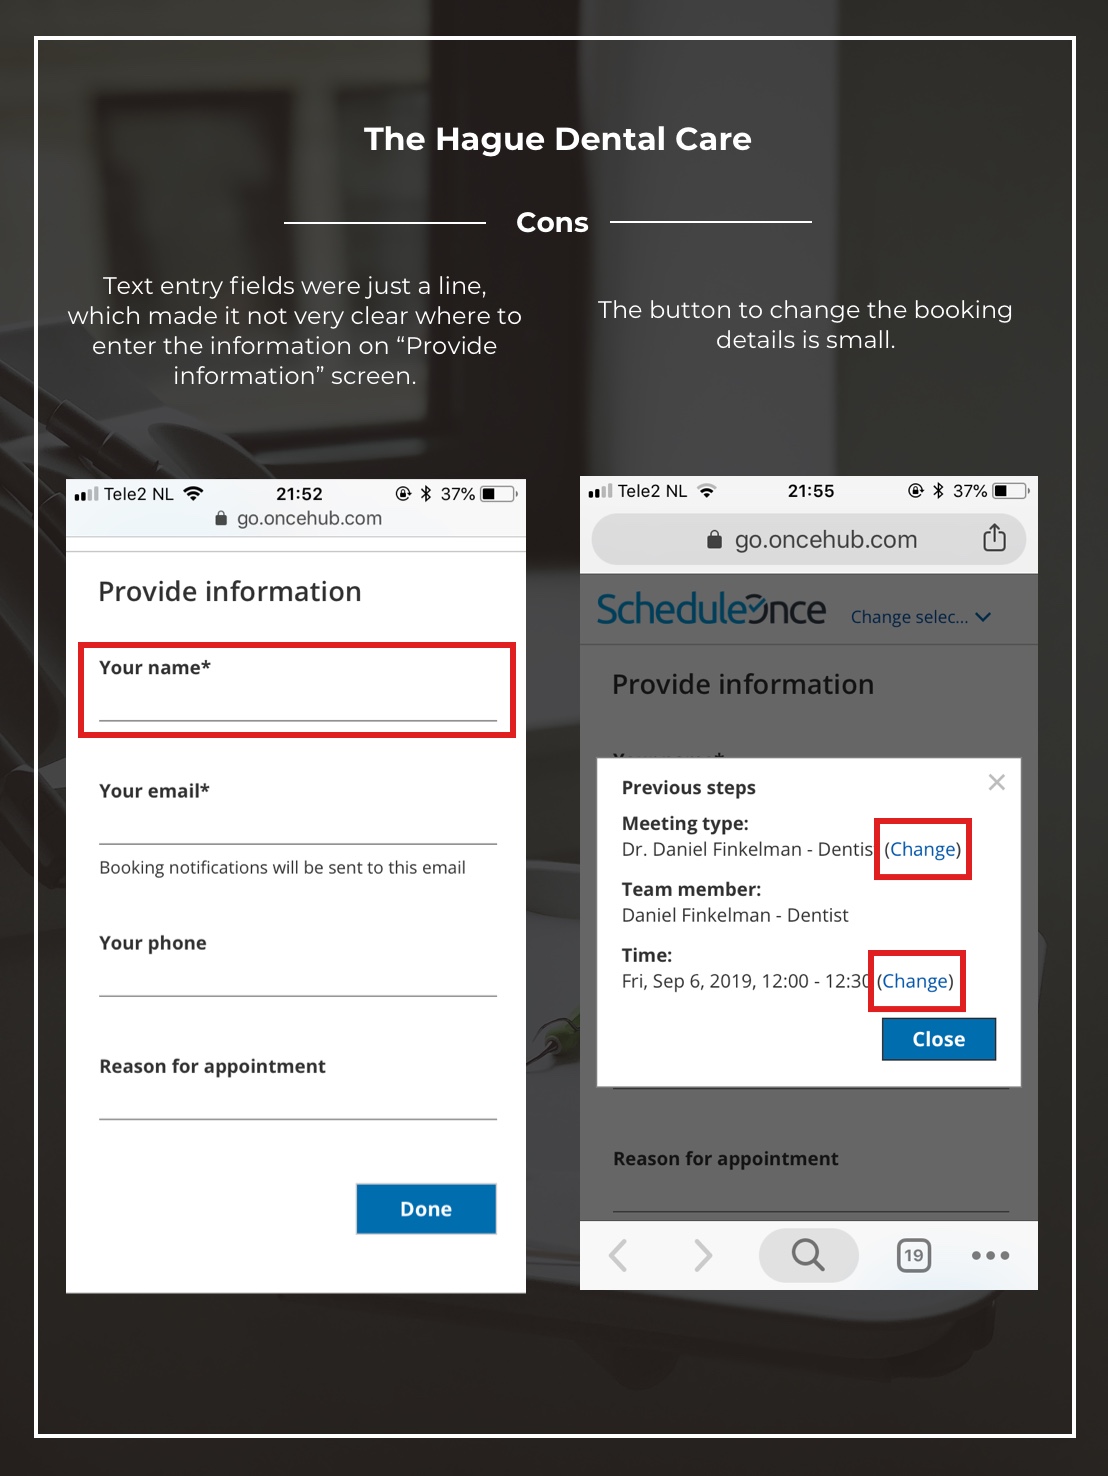 The Hague Dental Care
Cons
Text entry fields were just a line,
which made it not very clear where to
enter the information on “Provide
information” screen.
The button to change the booking
details is small.
Tele2 NL 21:52 37%
go.oncehub.com
Provide information
Your name*
Your email*
Booking notifications will be sent to this email
Your phone
Reason for appointment
Done
Tele2 NL 21:55 37%
go.oncehub.com
ScheduleOnce Change selec...
Provide information
Previous steps
Meeting type:
Dr. Daniel Finkelman - Dentis (Change)
Team member:
Daniel Finkelman - Dentist
Time:
Fri, Sep 6, 2019, 12:00 - 12:30 (Change)
Close
Reason for appointment
19